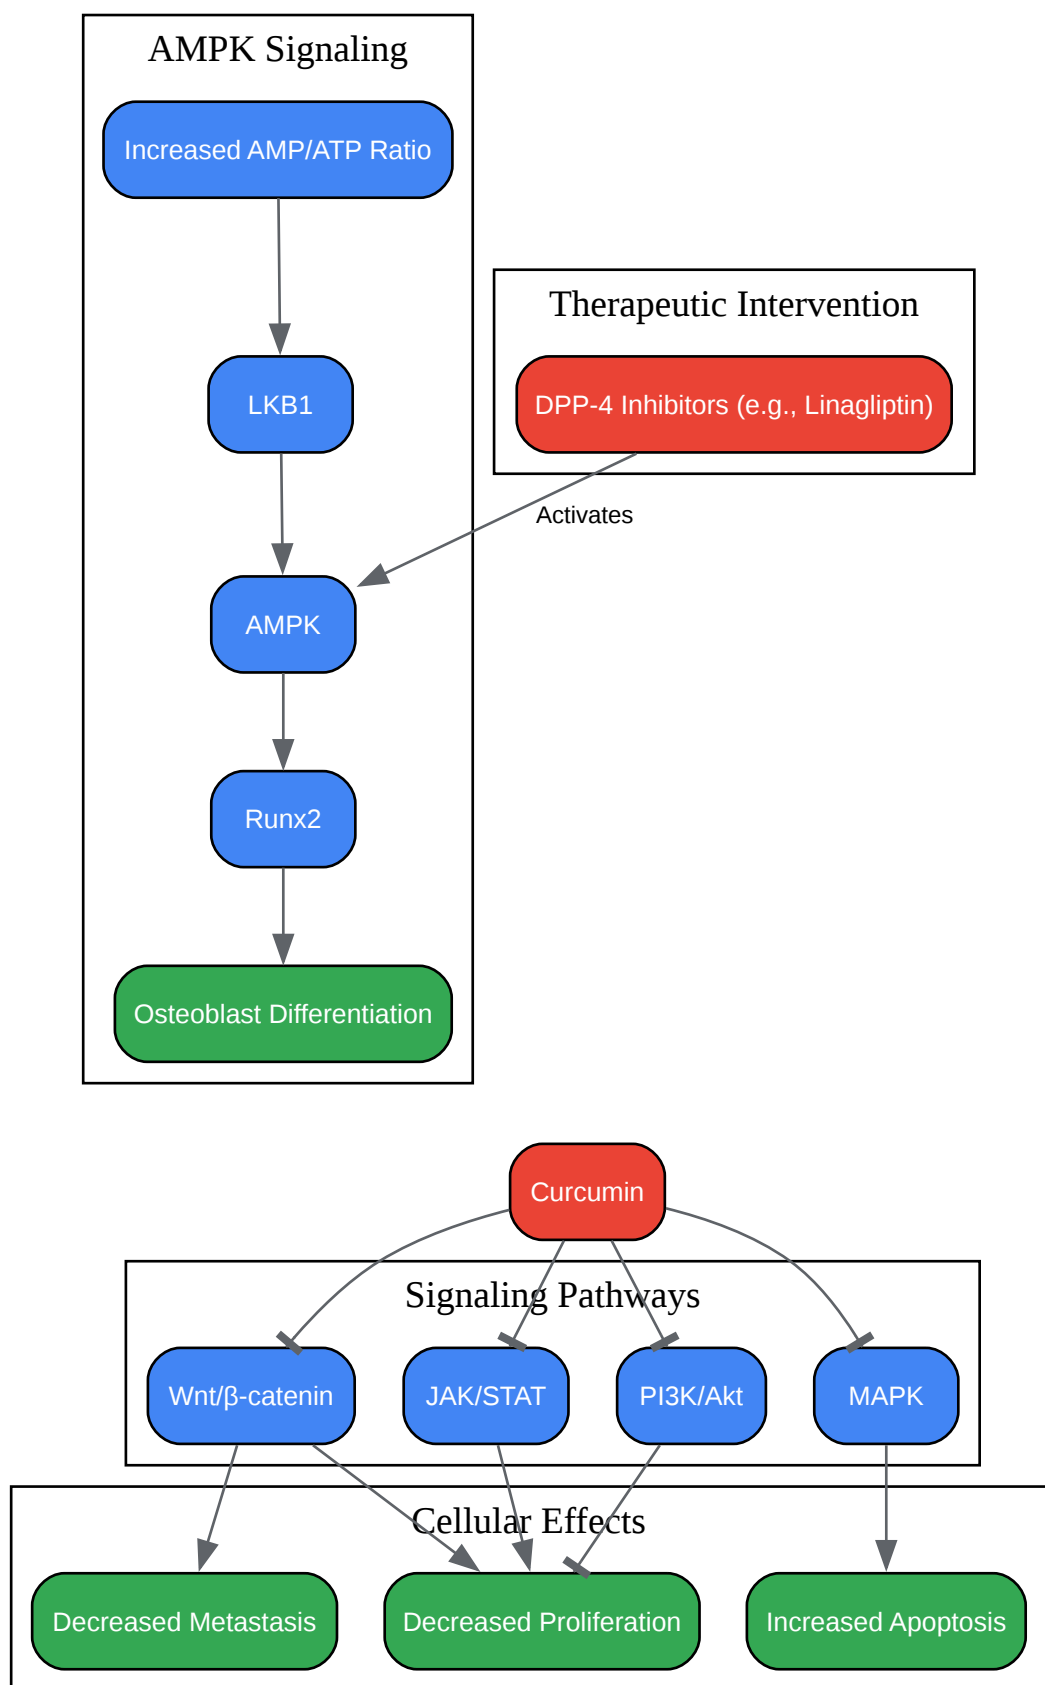 AMPK Signaling
Increased AMP/ATP Ratio
Therapeutic Intervention
LKB1
DPP-4 Inhibitors (e.g., Linagliptin)
Activates
AMPK
Runx2
Osteoblast Differentiation
Curcumin
Signaling Pathways
Wnt/β-catenin
JAK/STAT
PI3K/Akt
MAPK
Cellular Effects
Decreased Metastasis
Decreased Proliferation
Increased Apoptosis